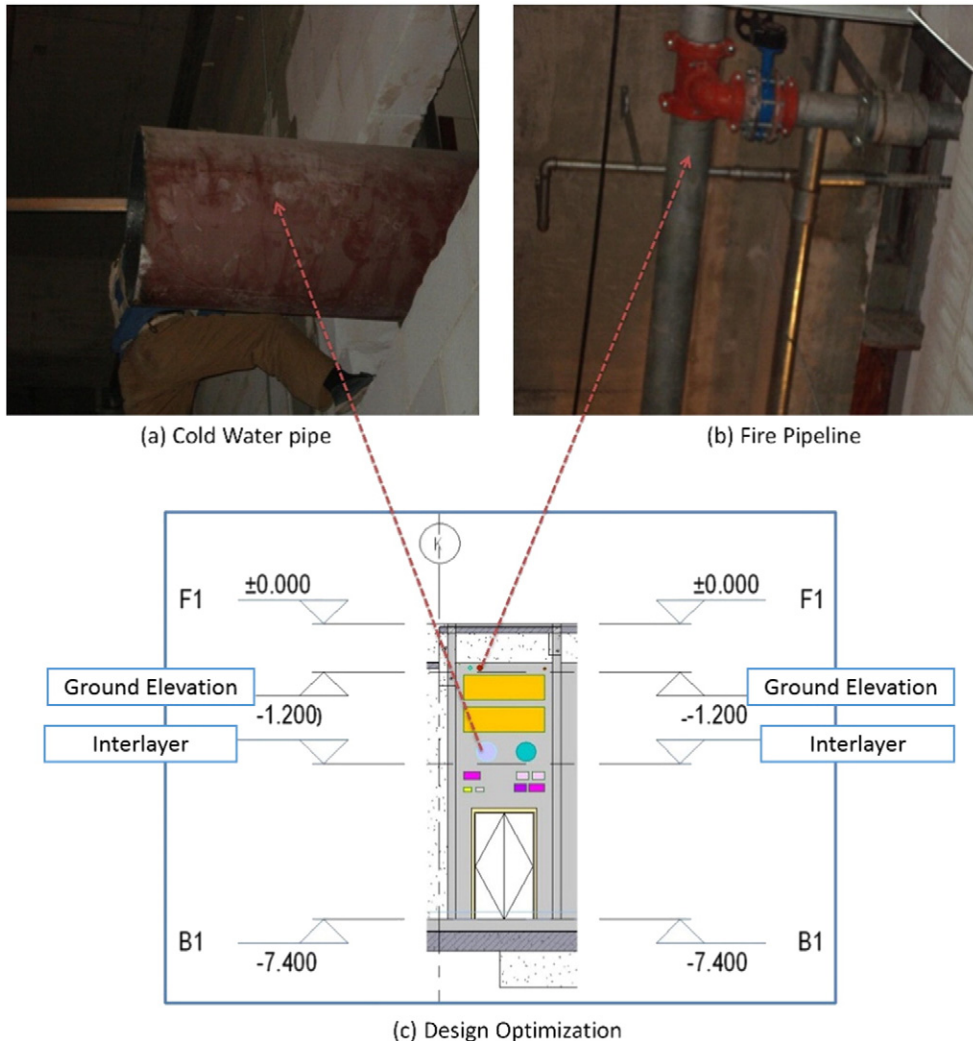 (a) Cold Water pipe
(b) Fire Pipeline
K
F1 ±0.000 ±0.000 F1
Ground Elevation Ground Elevation
-1.200) -1.200
Interlayer Interlayer
B1 B1
-7.400 -7.400
(c) Design Optimization